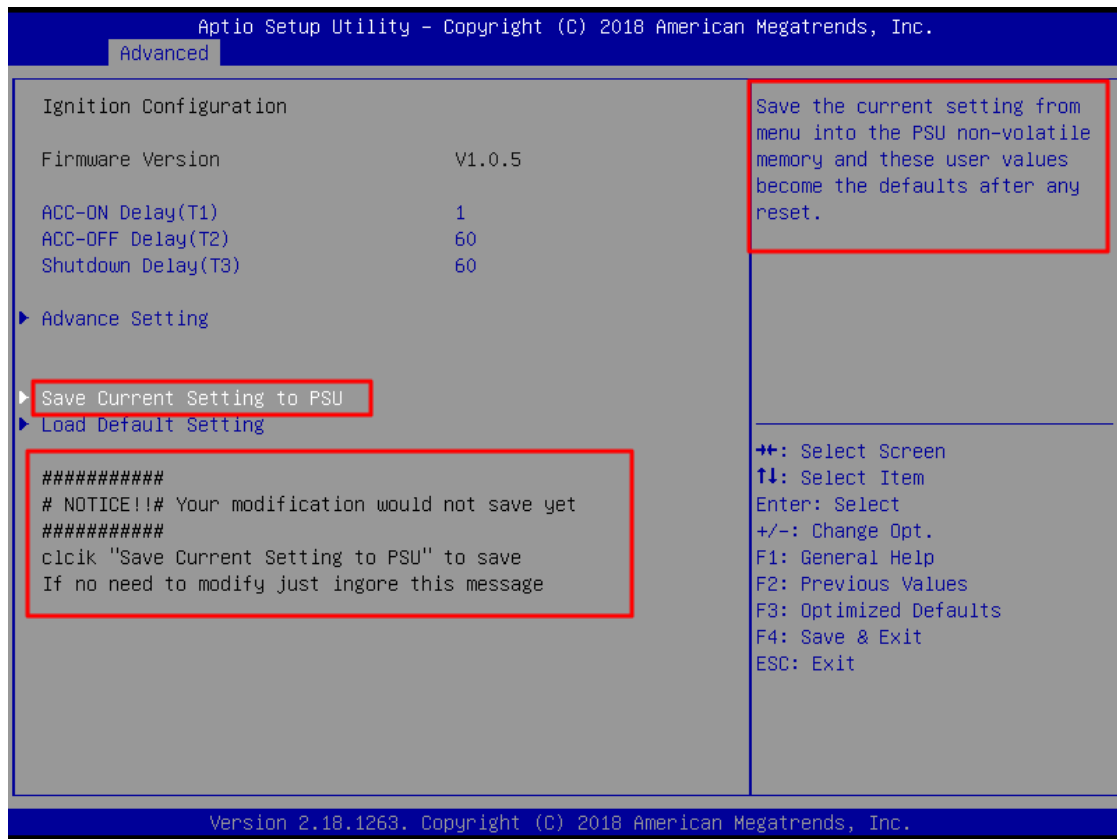 Aptio Setup Utility – Copyright (C) 2018 American Megatrends, Inc.
Advanced
Ignition Configuration
Firmware Version V1.0.5
ACC-ON Delay(T1) 1
ACC-OFF Delay(T2) 60
Shutdown Delay(T3) 60
Advance Setting
Save Current Setting to PSU
Load Default Setting
###########
# NOTICE!!# Your modification would not save yet
###########
clcik "Save Current Setting to PSU" to save
If no need to modify just ingore this message
Save the current setting from
menu into the PSU non-volatile
memory and these user values
become the defaults after any
reset.
→←: Select Screen
↑↓: Select Item
Enter: Select
+/-: Change Opt.
F1: General Help
F2: Previous Values
F3: Optimized Defaults
F4: Save & Exit
ESC: Exit
Version 2.18.1263. Copyright (C) 2018 American Megatrends, Inc.